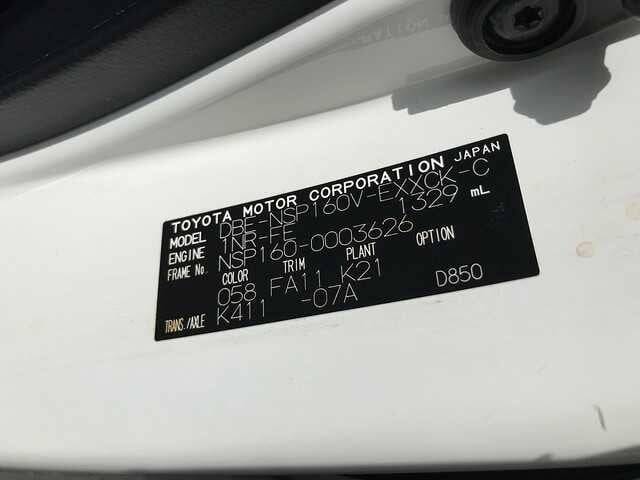 TOYOTA MOTOR CORPORATION JAPAN
MODEL DBE-NSP160V-EXXCK-C
ENGINE 1NR-FE 1329 mL
FRAME No. NSP160-0003626
COLOR TRIM PLANT OPTION
058 FA11 K21
TRANS./AXLE K411 -07A D850